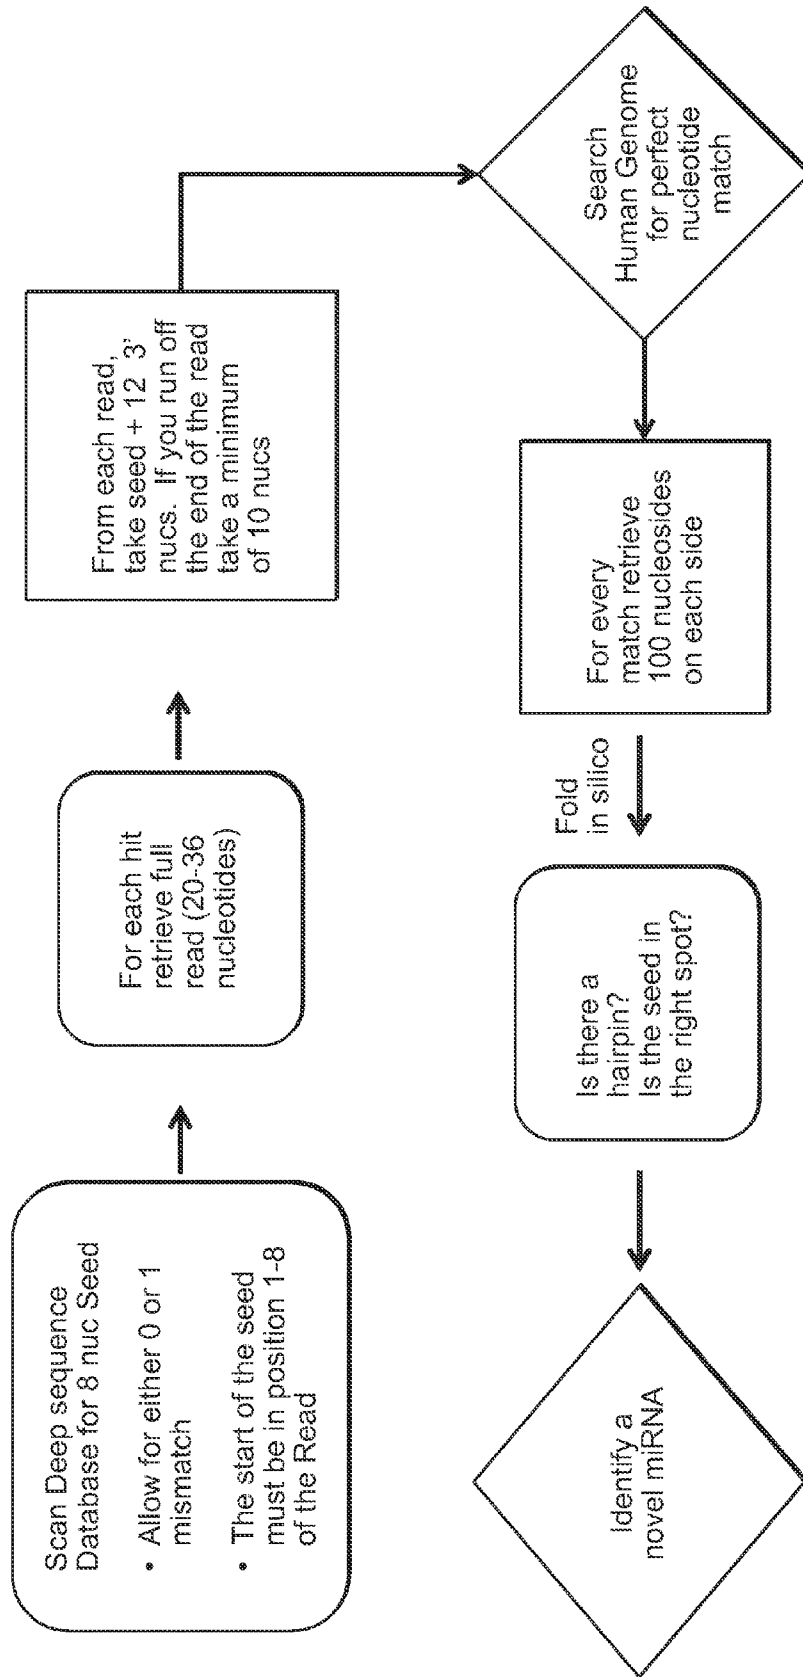 Scan Deep sequence
Database for 8 nuc Seed
• Allow for either 0 or 1
mismatch
• The start of the seed
must be in position 1-8
of the Read
For each hit
retrieve full
read (20-36
nucleotides)
From each read,
take seed + 12 3'
nucs. If you run off
the end of the read
take a minimum
of 10 nucs
Search
Human Genome
for perfect
nucleotide
match
For every
match retrieve
100 nucleosides
on each side
Fold
in silico
Is there a
hairpin?
Is the seed in
the right spot?
Identify a
novel miRNA